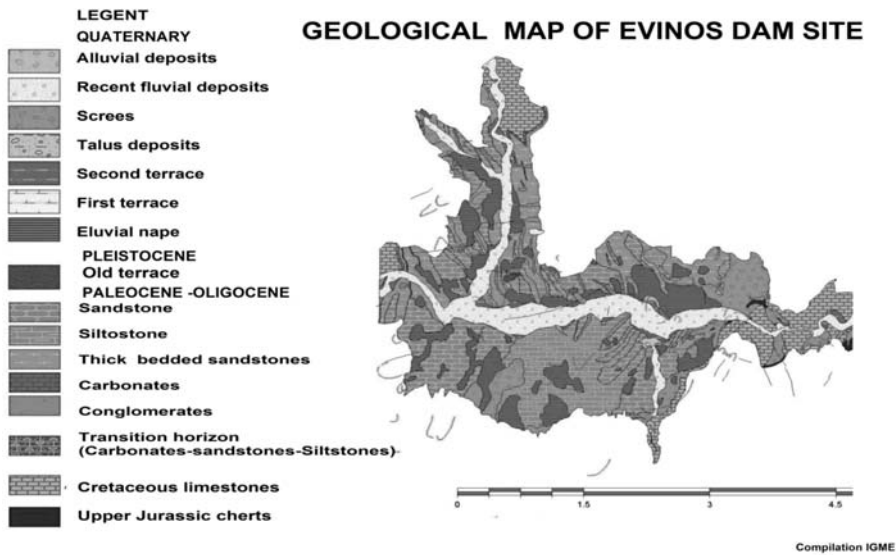 LEGENT
GEOLOGICAL MAP OF EVINOS DAM SITE
QUATERNARY
Alluvial deposits
Recent fluvial deposits
Screes
Talus deposits
Second terrace
First terrace
Eluvial nape
PLEISTOCENE
Old terrace
PALEOCENE -OLIGOCENE
Sandstone
Siltostone
Thick bedded sandstones
Carbonates
Conglomerates
Transition horizon
(Carbonates-sandstones-Siltstones)
Cretaceous limestones
Upper Jurassic cherts
0 1.5 3 4.5
Compilation IGME